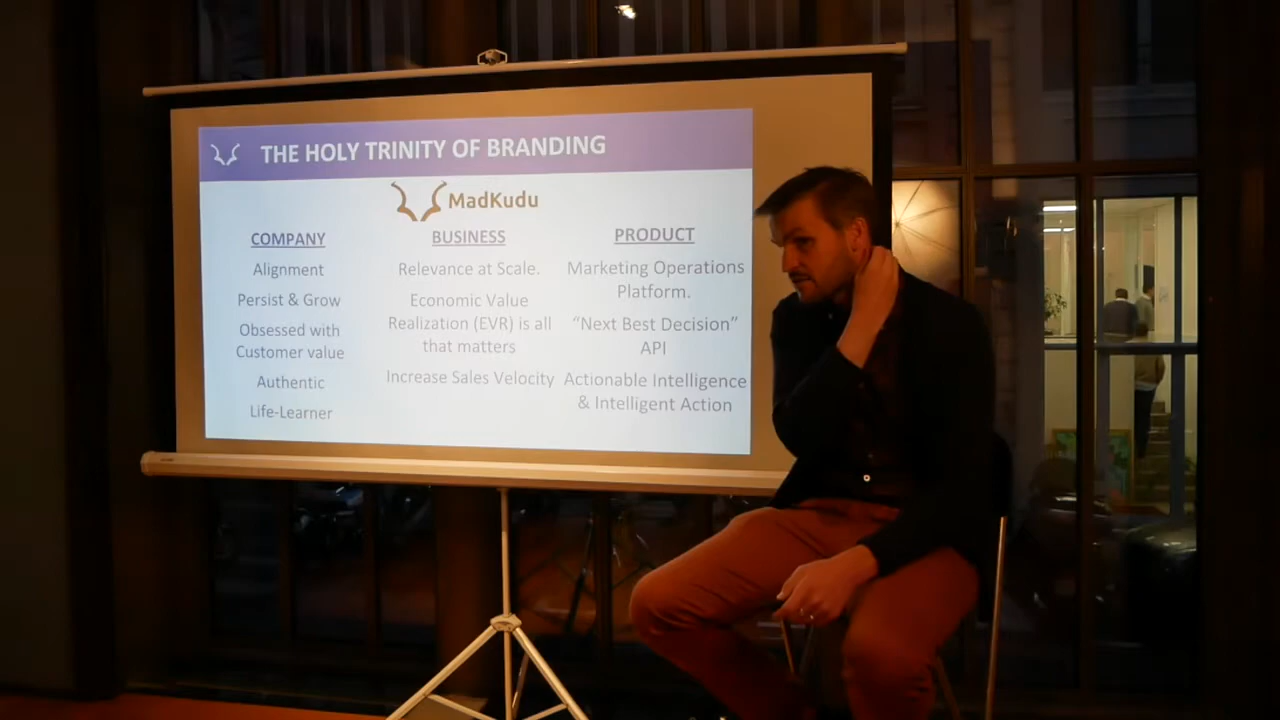 THE HOLY TRINITY OF BRANDING
MadKudu
COMPANY
Alignment
Persist & Grow
Obsessed with
Customer value
Authentic
Life-Learner
BUSINESS
Relevance at Scale.
Economic Value
Realization (EVR) is all
that matters
Increase Sales Velocity
PRODUCT
Marketing Operations
Platform.
“Next Best Decision”
API
Actionable Intelligence
& Intelligent Action